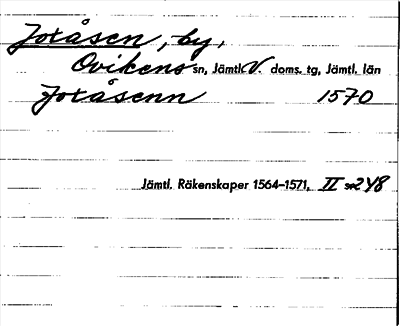 Jotåsen, by,
Ovikens sn, Jämtl. V. doms. tg, Jämtl. län
Jotåsenn 1570
Jämtl. Räkenskaper 1564–1571, II 248